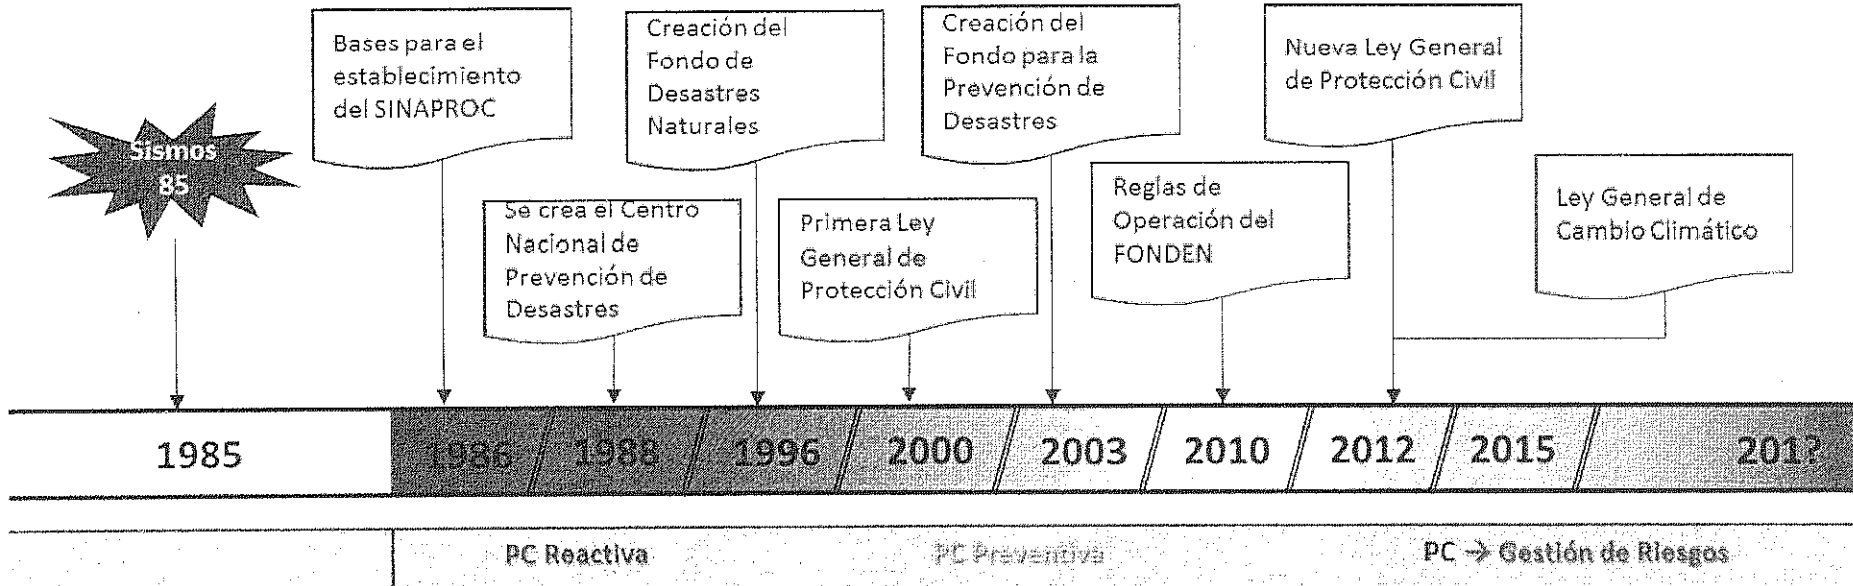 Sismos
85
Bases para el
establecimiento
del SINAPROC
Se crea el Centro
Nacional de
Prevención de
Desastres
Creación del
Fondo de
Desastres
Naturales
Primera Ley
General de
Protección Civil
Creación del
Fondo para la
Prevención de
Desastres
Reglas de
Operación del
FONDEN
Nueva Ley General
de Protección Civil
Ley General de
Cambio Climático
1985
1986
1988
1996
2000
2003
2010
2012
2015
201?
PC Reactiva
PC Preventiva
PC → Gestión de Riesgos